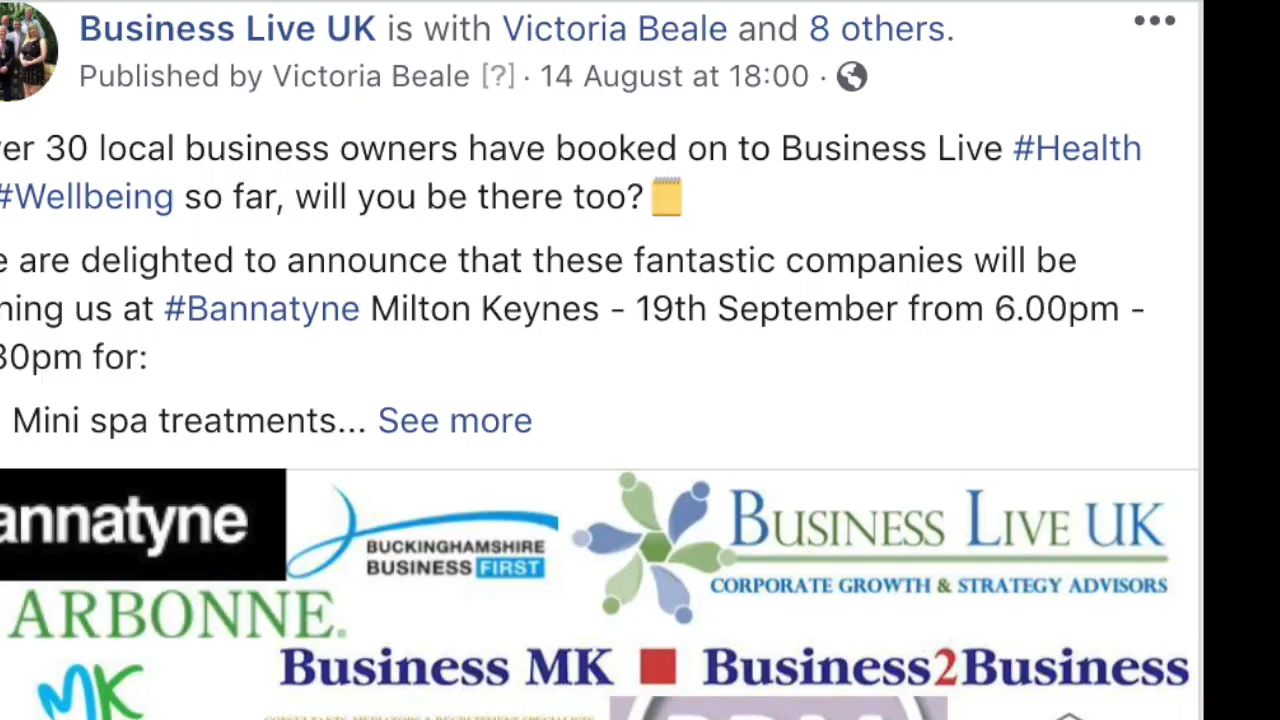 Business Live UK is with Victoria Beale and 8 others.
Published by Victoria Beale [?] · 14 August at 18:00 ·
er 30 local business owners have booked on to Business Live #Health
#Wellbeing so far, will you be there too?
e are delighted to announce that these fantastic companies will be
ning us at #Bannatyne Milton Keynes - 19th September from 6.00pm -
30pm for:
Mini spa treatments... See more
annatyne
BUCKINGHAMSHIRE
BUSINESS FIRST
BUSINESS LIVE UK
CORPORATE GROWTH & STRATEGY ADVISORS
ARBONNE.
MK
Business MK Business2Business